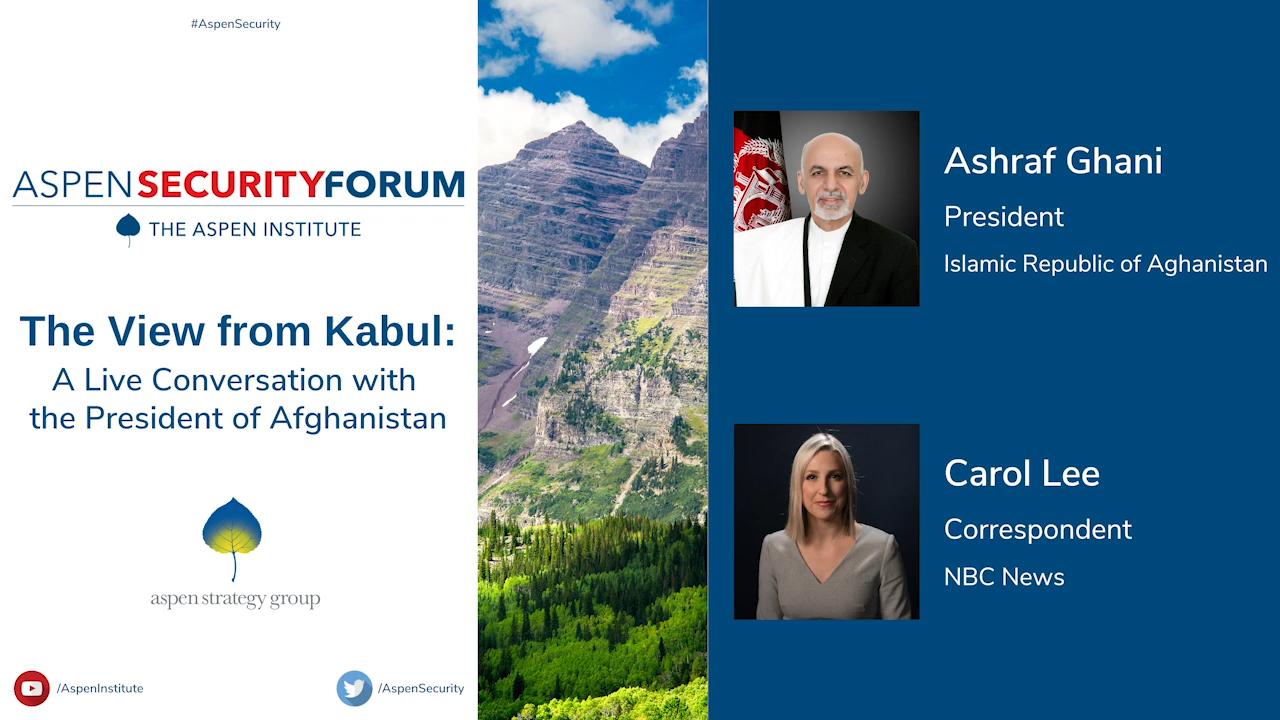 #AspenSecurity
ASPEN SECURITY FORUM
THE ASPEN INSTITUTE
The View from Kabul:
A Live Conversation with
the President of Afghanistan
aspen strategy group
/AspenInstitute
/AspenSecurity
Ashraf Ghani
President
Islamic Republic of Aghanistan
Carol Lee
Correspondent
NBC News